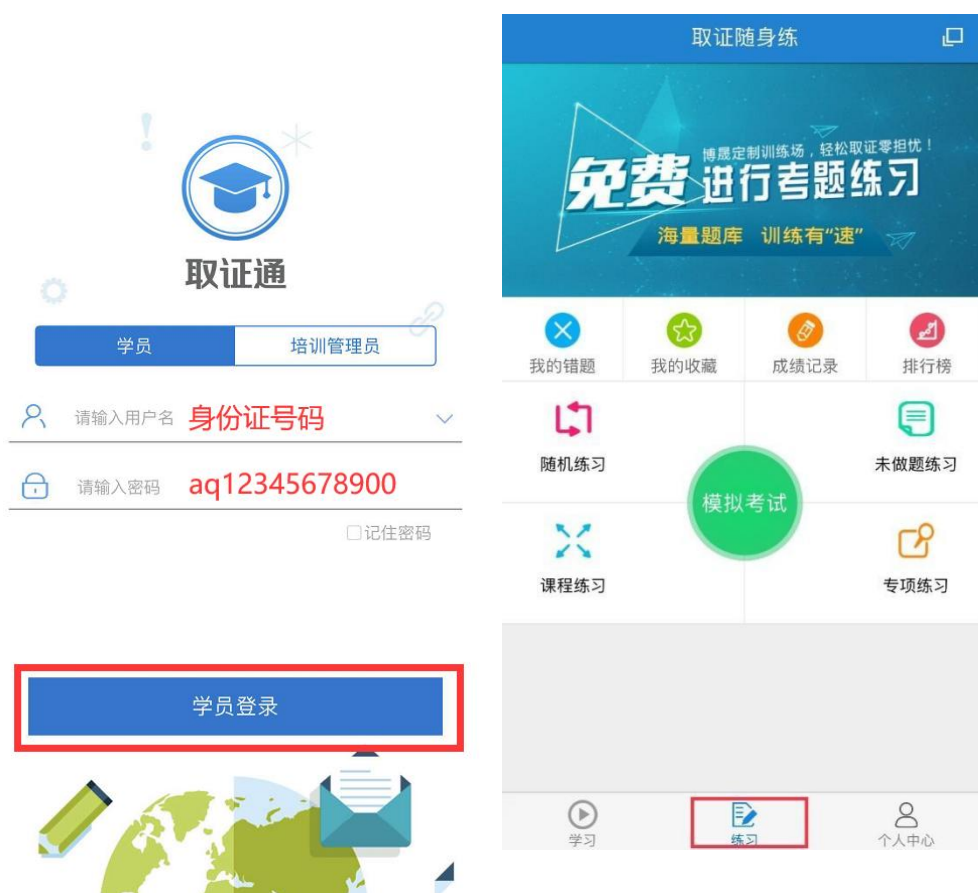 取证通
学员
培训管理员
请输入用户名 身份证号码
请输入密码 aq12345678900
记住密码
学员登录
取证随身练
博晟定制训练场，轻松取证零担忧！
免费进行考题练习
海量题库 训练有“速”
我的错题
我的收藏
成绩记录
排行榜
随机练习
未做题练习
模拟考试
课程练习
专项练习
学习
练习
个人中心